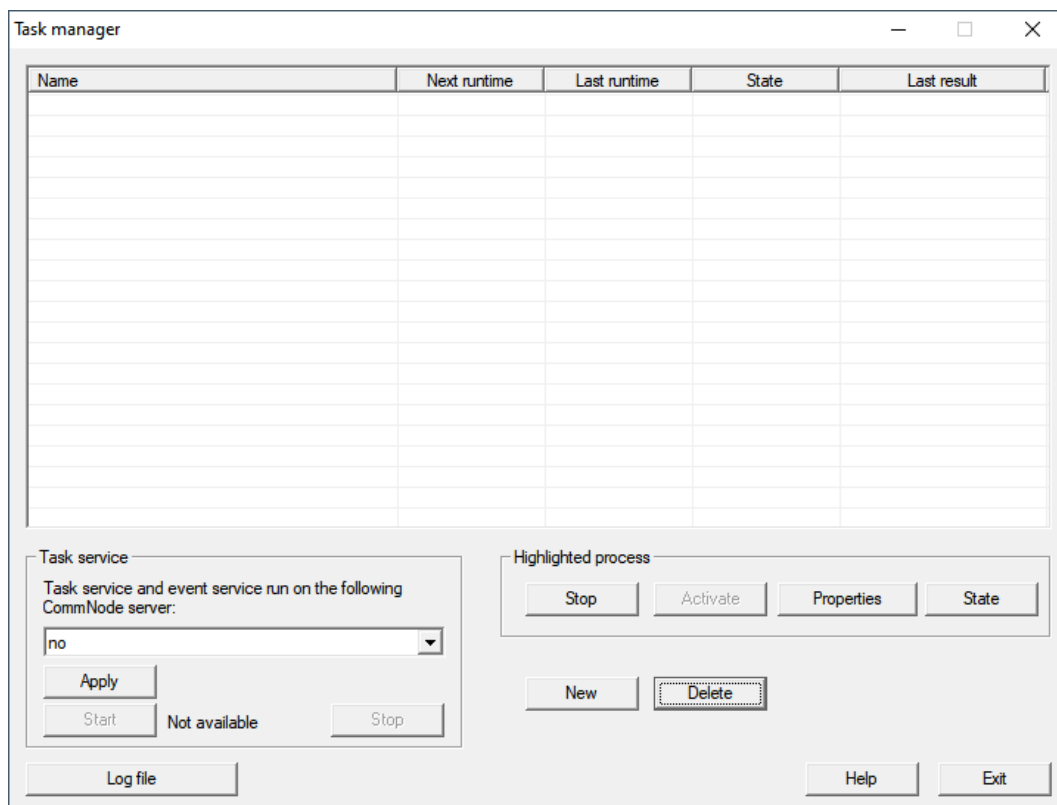 Task manager
Name Next runtime Last runtime State Last result
Task service
Task service and event service run on the following
CommNode server:
no
Apply
Start Not available Stop
Highlighted process
Stop Activate Properties State
New Delete
Log file
Help Exit